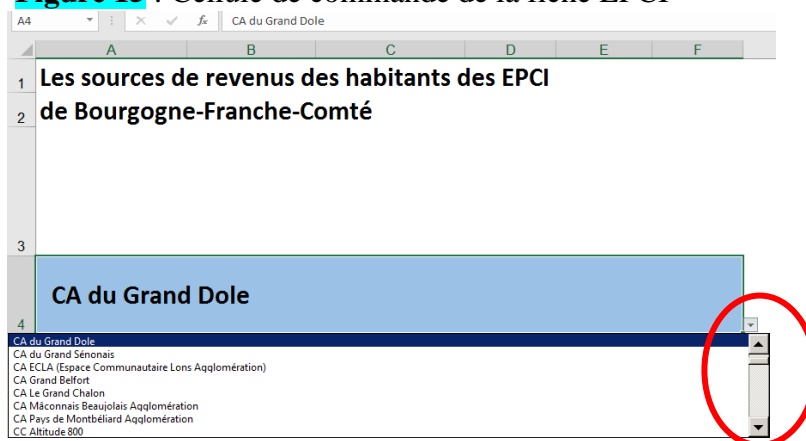 Figure 13 : Cellule de commande de la fiche EPCI
A4 fx CA du Grand Dole
A B C D E F
1 Les sources de revenus des habitants des EPCI
2 de Bourgogne-Franche-Comté
3
CA du Grand Dole
4
CA du Grand Dole
CA du Grand Sénonais
CA ECLA (Espace Communautaire Lons Agglomération)
CA Grand Belfort
CA Le Grand Chalon
CA Mâconnais Beaujolais Agglomération
CA Pays de Montbéliard Agglomération
CC Altitude 800